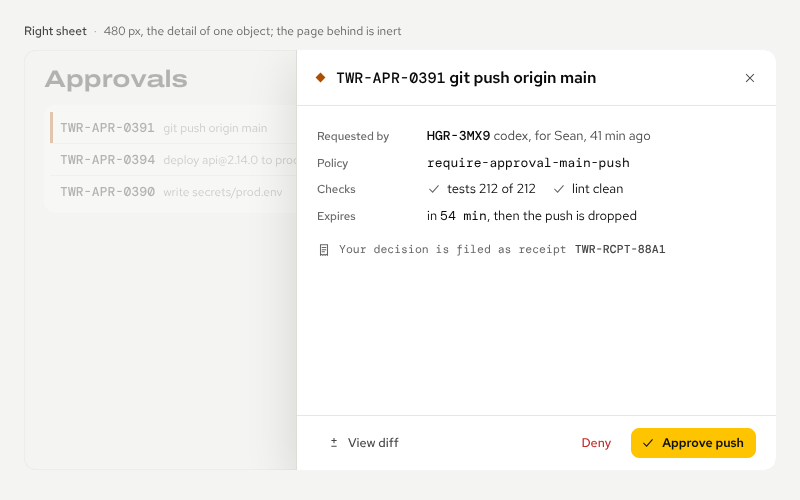 Right sheet · 480 px, the detail of one object; the page behind is inert
Approvals
TWR-APR-0391 git push origin main
TWR-APR-0394 deploy api@2.14.0 to prod
TWR-APR-0390 write secrets/prod.env
TWR-APR-0391 git push origin main
Requested by HGR-3MX9 codex, for Sean, 41 min ago
Policy require-approval-main-push
Checks tests 212 of 212 lint clean
Expires in 54 min, then the push is dropped
Your decision is filed as receipt TWR-RCPT-88A1
View diff Deny Approve push